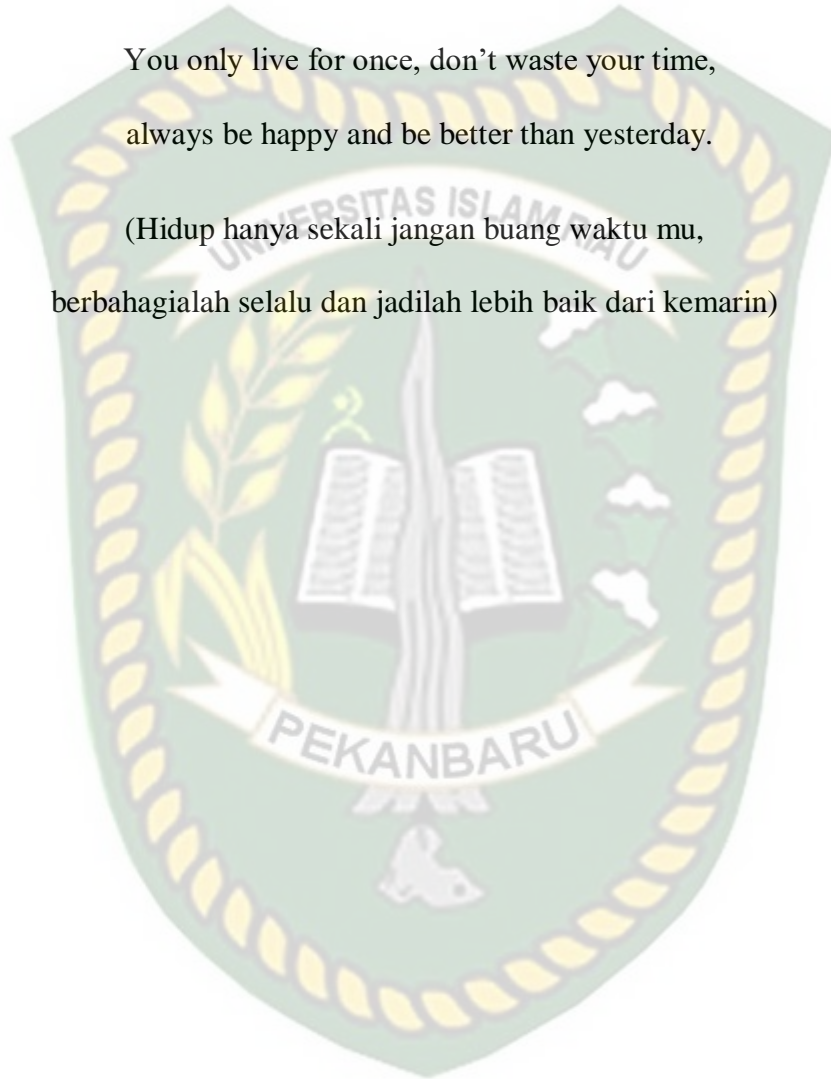 You only live for once, don’t waste your time,
always be happy and be better than yesterday.
UNIVERSITAS ISLAM RIAU
(Hidup hanya sekali jangan buang waktu mu,
berbahagialah selalu dan jadilah lebih baik dari kemarin)
PEKANBARU